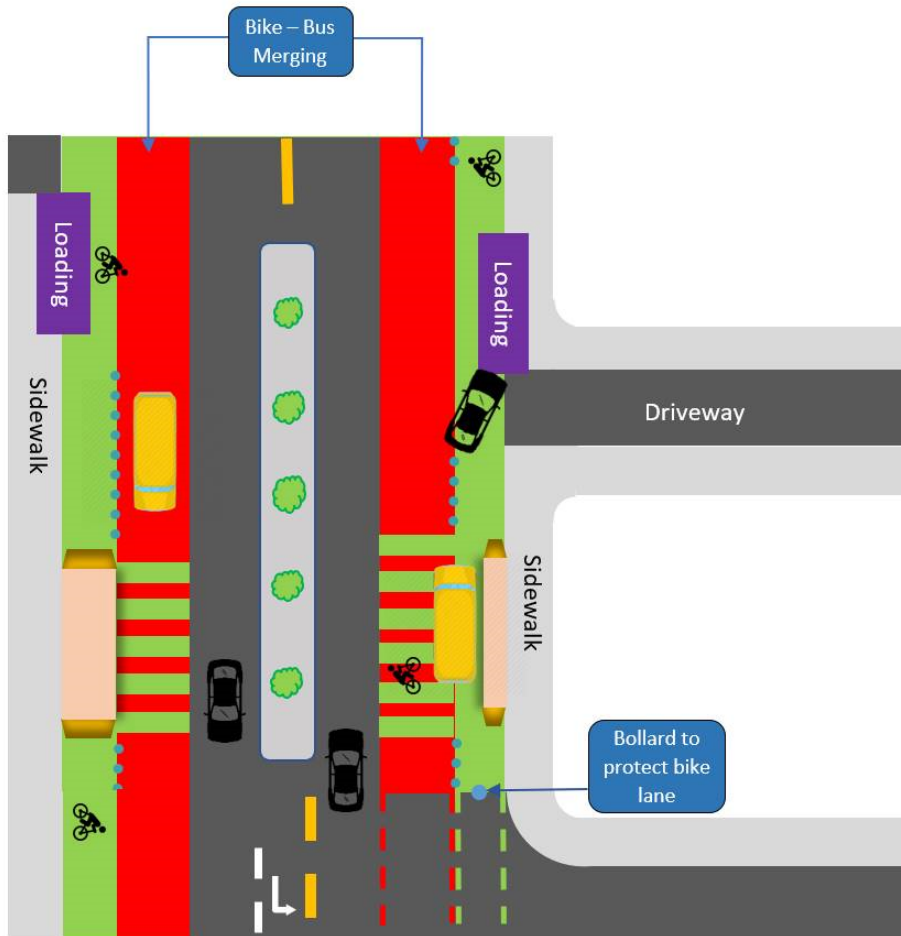 Bike – Bus
Merging
Loading
Loading
Sidewalk
Driveway
Sidewalk
Bollard to
protect bike
lane